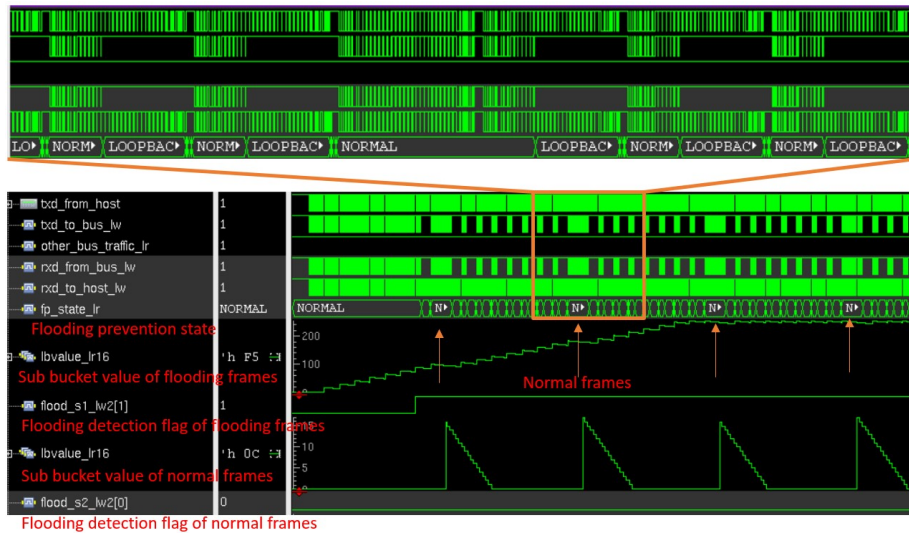 LO NORM LOOPBAC NORM LOOPBAC NORMAL LOOPBAC NORM LOOPBAC NORM LOOPBAC
txd_from_host 1
txd_to_bus_lw 1
other_bus_traffic_lr 1
rxd_from_bus_lw 1
rxd_to_host_lw 1
fp_state_lr NORMAL NORMAL N N N N
Flooding prevention state
200
lbvalue_lr16 'h F5
100
Sub bucket value of flooding frames
Normal frames
0
flood_s1_lw2[1] 1
Flooding detection flag of flooding frames
15
lbvalue_lr16 'h 0C
10
Sub bucket value of normal frames
5
0
flood_s2_lw2[0] 0
Flooding detection flag of normal frames